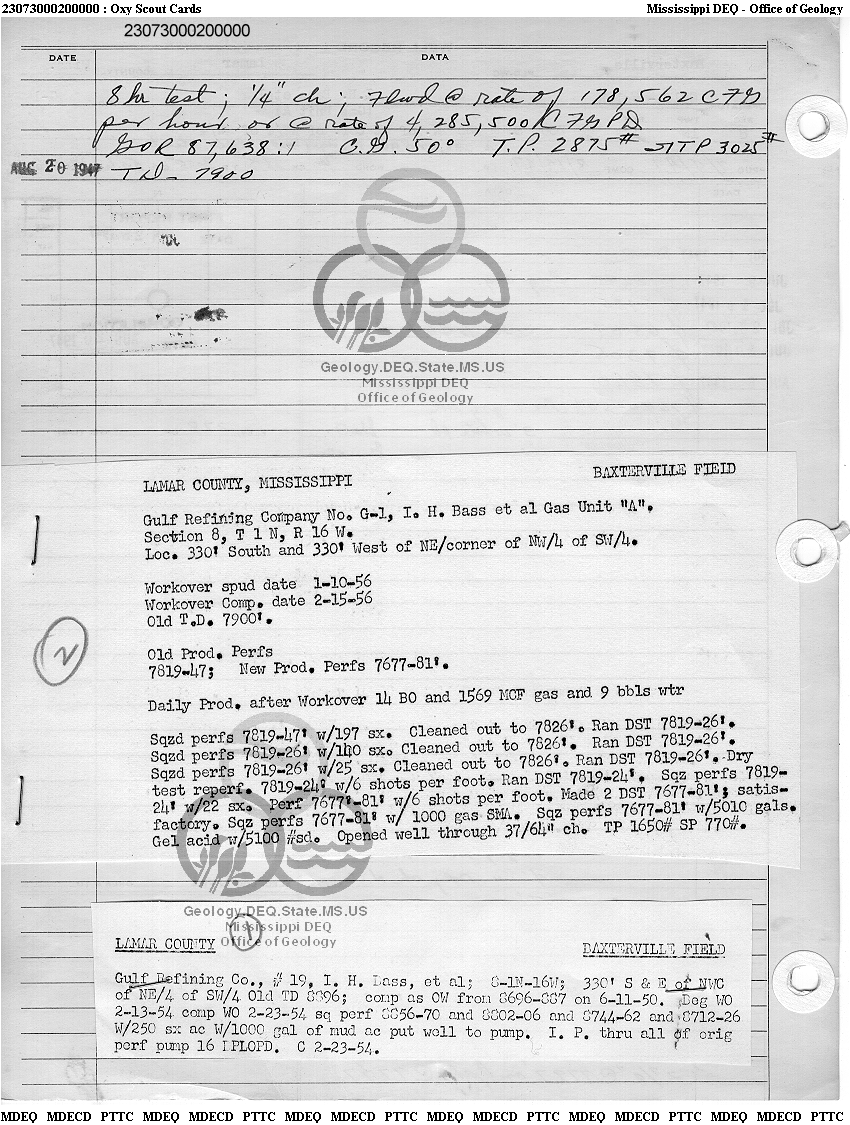 23073000200000 : Oxy Scout Cards Mississippi DEQ - Office of Geology
23073000200000
DATE DATA
8 hr test; 1/4" ch; Flwd @ rate of 178,562 CFG
per hour or @ rate of 4,285,500 CFGPD
GOR 87,638:1 C.G. 50° T.P. 2875# SITP 3025#
AUG 20 1947 TD - 7900
Geology.DEQ.State.MS.US
Mississippi DEQ
Office of Geology
LAMAR COUNTY, MISSISSIPPI BAXTERVILLE FIELD
Gulf Refining Company No. G-1, I. H. Bass et al Gas Unit "A".
Section 8, T 1 N, R 16 W.
Loc. 330' South and 330' West of NE/corner of NW/4 of SW/4.
Workover spud date 1-10-56
Workover Comp. date 2-15-56
Old T.D. 7900'.
2
Old Prod. Perfs
7819-47; New Prod. Perfs 7677-81'.
Daily Prod. after Workover 14 BO and 1569 MCF gas and 9 bbls wtr
Sqzd perfs 7819-47' w/197 sx. Cleaned out to 7826'. Ran DST 7819-26'.
Sqzd perfs 7819-26' w/140 sx. Cleaned out to 7826'. Ran DST 7819-26'.
Sqzd perfs 7819-26' w/25 sx. Cleaned out to 7826'. Ran DST 7819-26'. Dry
test reperf. 7819-24' w/6 shots per foot. Ran DST 7819-24'. Sqz perfs 7819-
24' w/22 sx. Perf 7677'-81' w/6 shots per foot. Made 2 DST 7677-81'; satis-
factory. Sqz perfs 7677-81' w/ 1000 gas SMA. Sqz perfs 7677-81' w/5010 gals.
Gel acid w/5100 #sd. Opened well through 37/64" ch. TP 1650# SP 770#.
Geology.DEQ.State.MS.US
Mississippi DEQ
Office of Geology
1
LAMAR COUNTY BAXTERVILLE FIELD
Gulf Refining Co., # 19, I. H. Bass, et al; 8-1N-16W; 330' S & E of NWC
of NE/4 of SW/4 Old TD 8896; comp as OW from 8696-887 on 6-11-50. Beg WO
2-13-54 comp WO 2-23-54 sq perf 8856-70 and 8802-06 and 8744-62 and 8712-26
W/250 sx ac W/1000 gal of mud ac put well to pump. I. P. thru all of orig
perf pump 16 BPLOPD. C 2-23-54.
MDEQ MDECD PTTC MDEQ MDECD PTTC MDEQ MDECD PTTC MDEQ MDECD PTTC MDEQ MDECD PTTC MDEQ MDECD PTTC